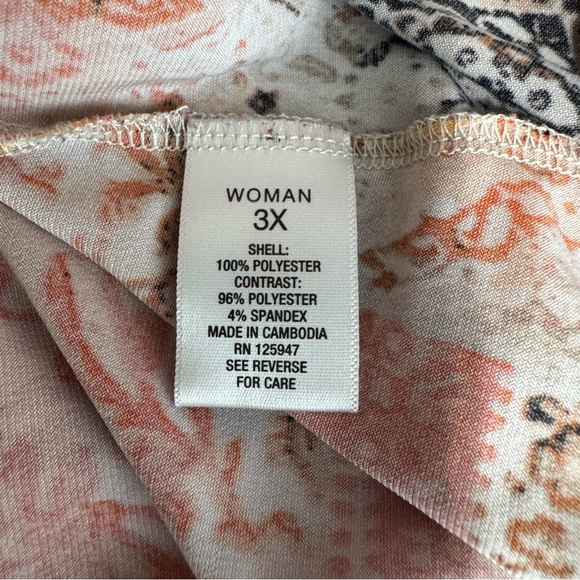 WOMAN
3X
SHELL:
100% POLYESTER
CONTRAST:
96% POLYESTER
4% SPANDEX
MADE IN CAMBODIA
RN 125947
SEE REVERSE
FOR CARE